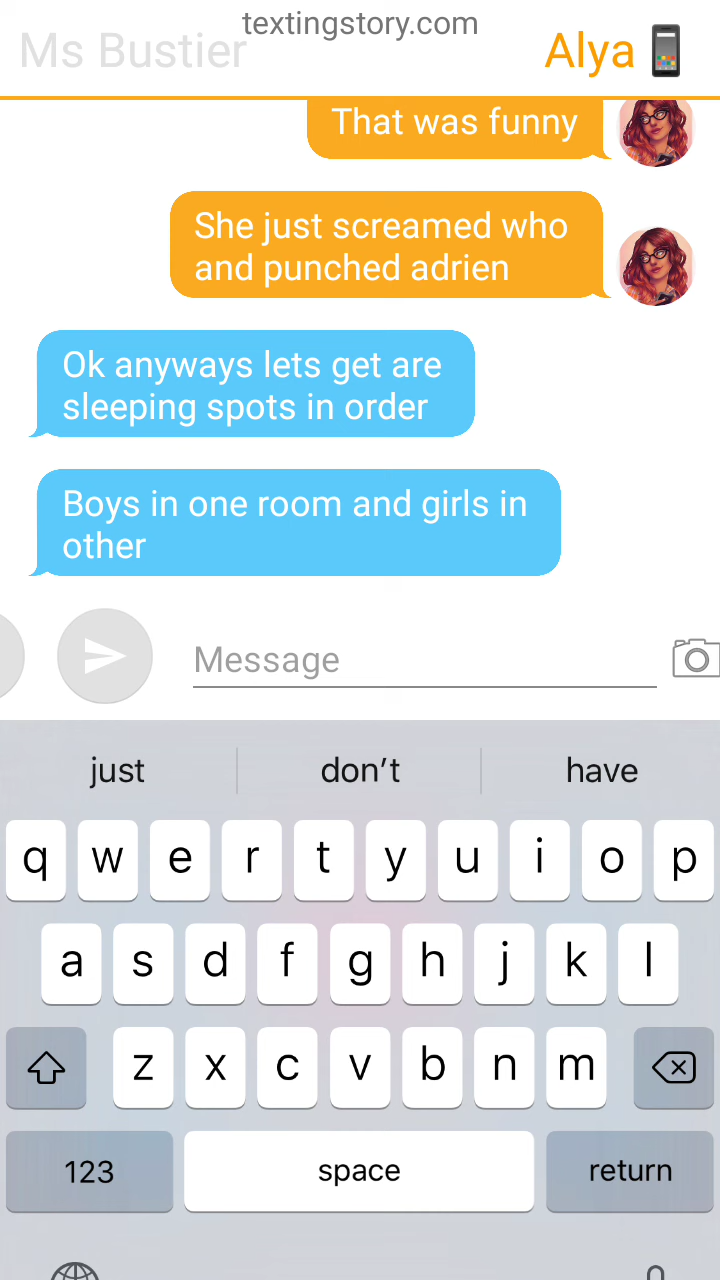 textingstory.com
Ms Bustier
Alya
That was funny
She just screamed who
and punched adrien
Ok anyways lets get are
sleeping spots in order
Boys in one room and girls in
other
Message
just don't have
q w e r t y u i o p
a s d f g h j k l
z x c v b n m
123 space return